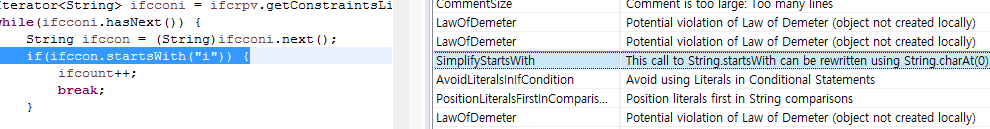 Iterator<String> ifcconi = ifcrpv.getConstraintsLi
while(ifcconi.hasNext()) {
String ifccon = (String)ifcconi.next();
if(ifccon.startsWith("i")) {
ifcount++;
break;
}
CommentSize Comment is too large: Too many lines
LawOfDemeter Potential violation of Law of Demeter (object not created locally)
LawOfDemeter Potential violation of Law of Demeter (object not created locally)
SimplifyStartsWith This call to String.startsWith can be rewritten using String.charAt(0)
AvoidLiteralsInIfCondition Avoid using Literals in Conditional Statements
PositionLiteralsFirstInComparis... Position literals first in String comparisons
LawOfDemeter Potential violation of Law of Demeter (object not created locally)